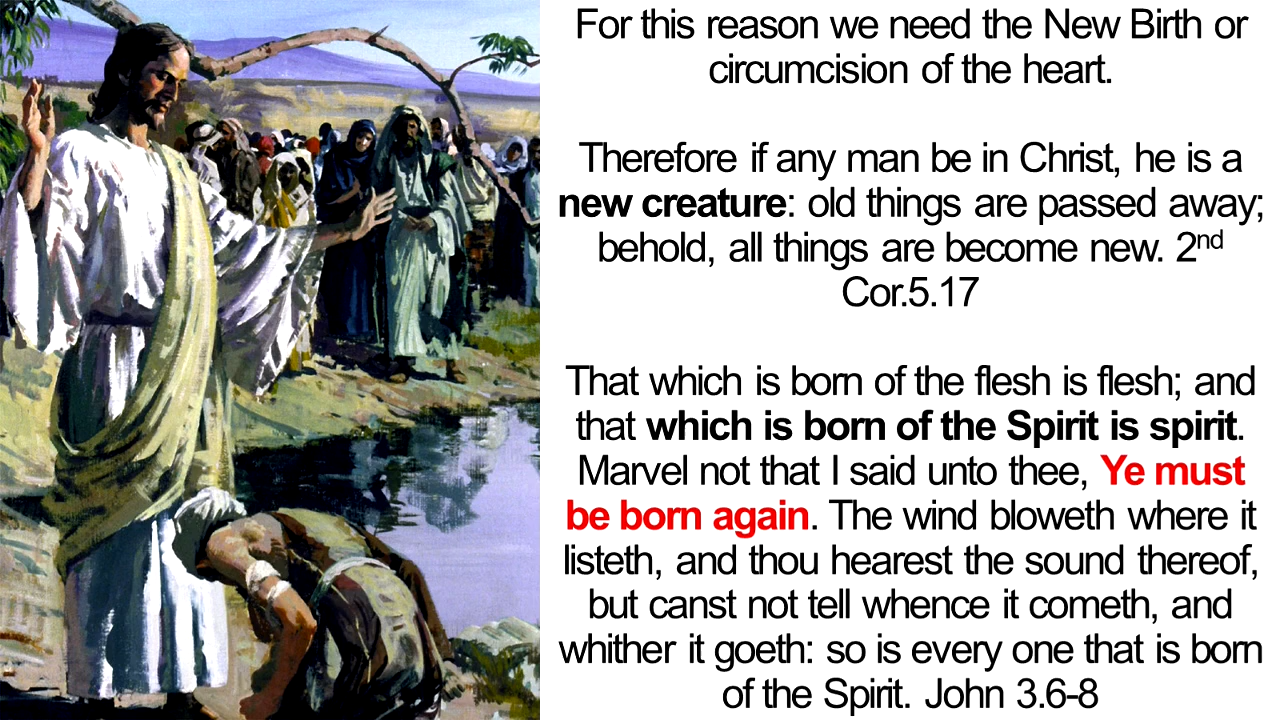 For this reason we need the New Birth or
circumcision of the heart.
Therefore if any man be in Christ, he is a
new creature: old things are passed away;
behold, all things are become new. 2nd
Cor.5.17
That which is born of the flesh is flesh; and
that which is born of the Spirit is spirit.
Marvel not that I said unto thee, Ye must
be born again. The wind bloweth where it
listeth, and thou hearest the sound thereof,
but canst not tell whence it cometh, and
whither it goeth: so is every one that is born
of the Spirit. John 3.6-8